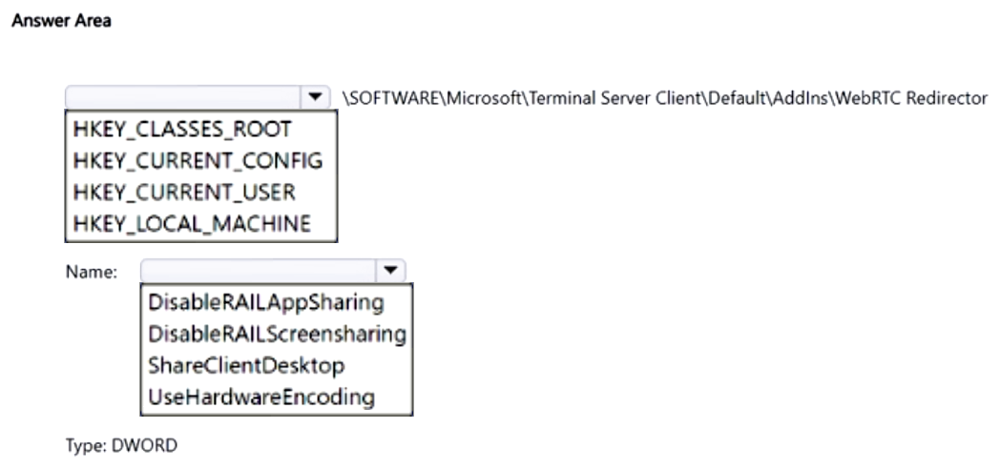 Answer Area
\SOFTWARE\Microsoft\Terminal Server Client\Default\AddIns\WebRTC Redirector
HKEY_CLASSES_ROOT
HKEY_CURRENT_CONFIG
HKEY_CURRENT_USER
HKEY_LOCAL_MACHINE
Name:
DisableRAILAppSharing
DisableRAILScreensharing
ShareClientDesktop
UseHardwareEncoding
Type: DWORD